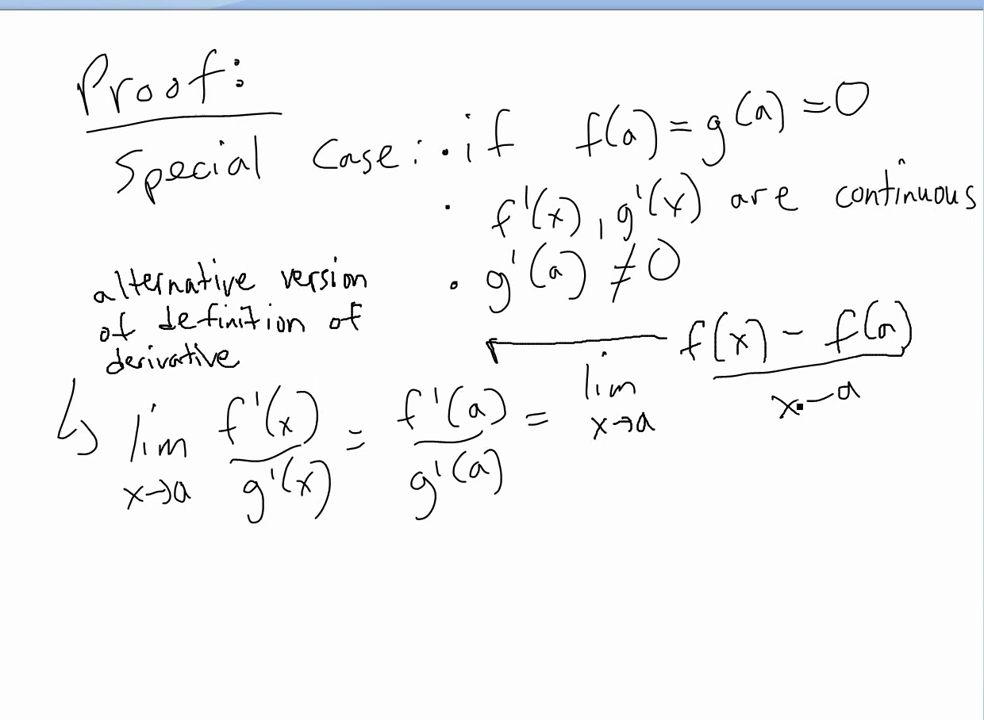 Proof:
Special Case: • if f(a) = g(a) = 0
• f'(x), g'(x) are continuous
• g'(a) ≠ 0
alternative version
of definition of
derivative
↳ lim x→a f'(x)/g'(x) = f'(a)/g'(a) = lim x→a f(x) - f(a)/x-a